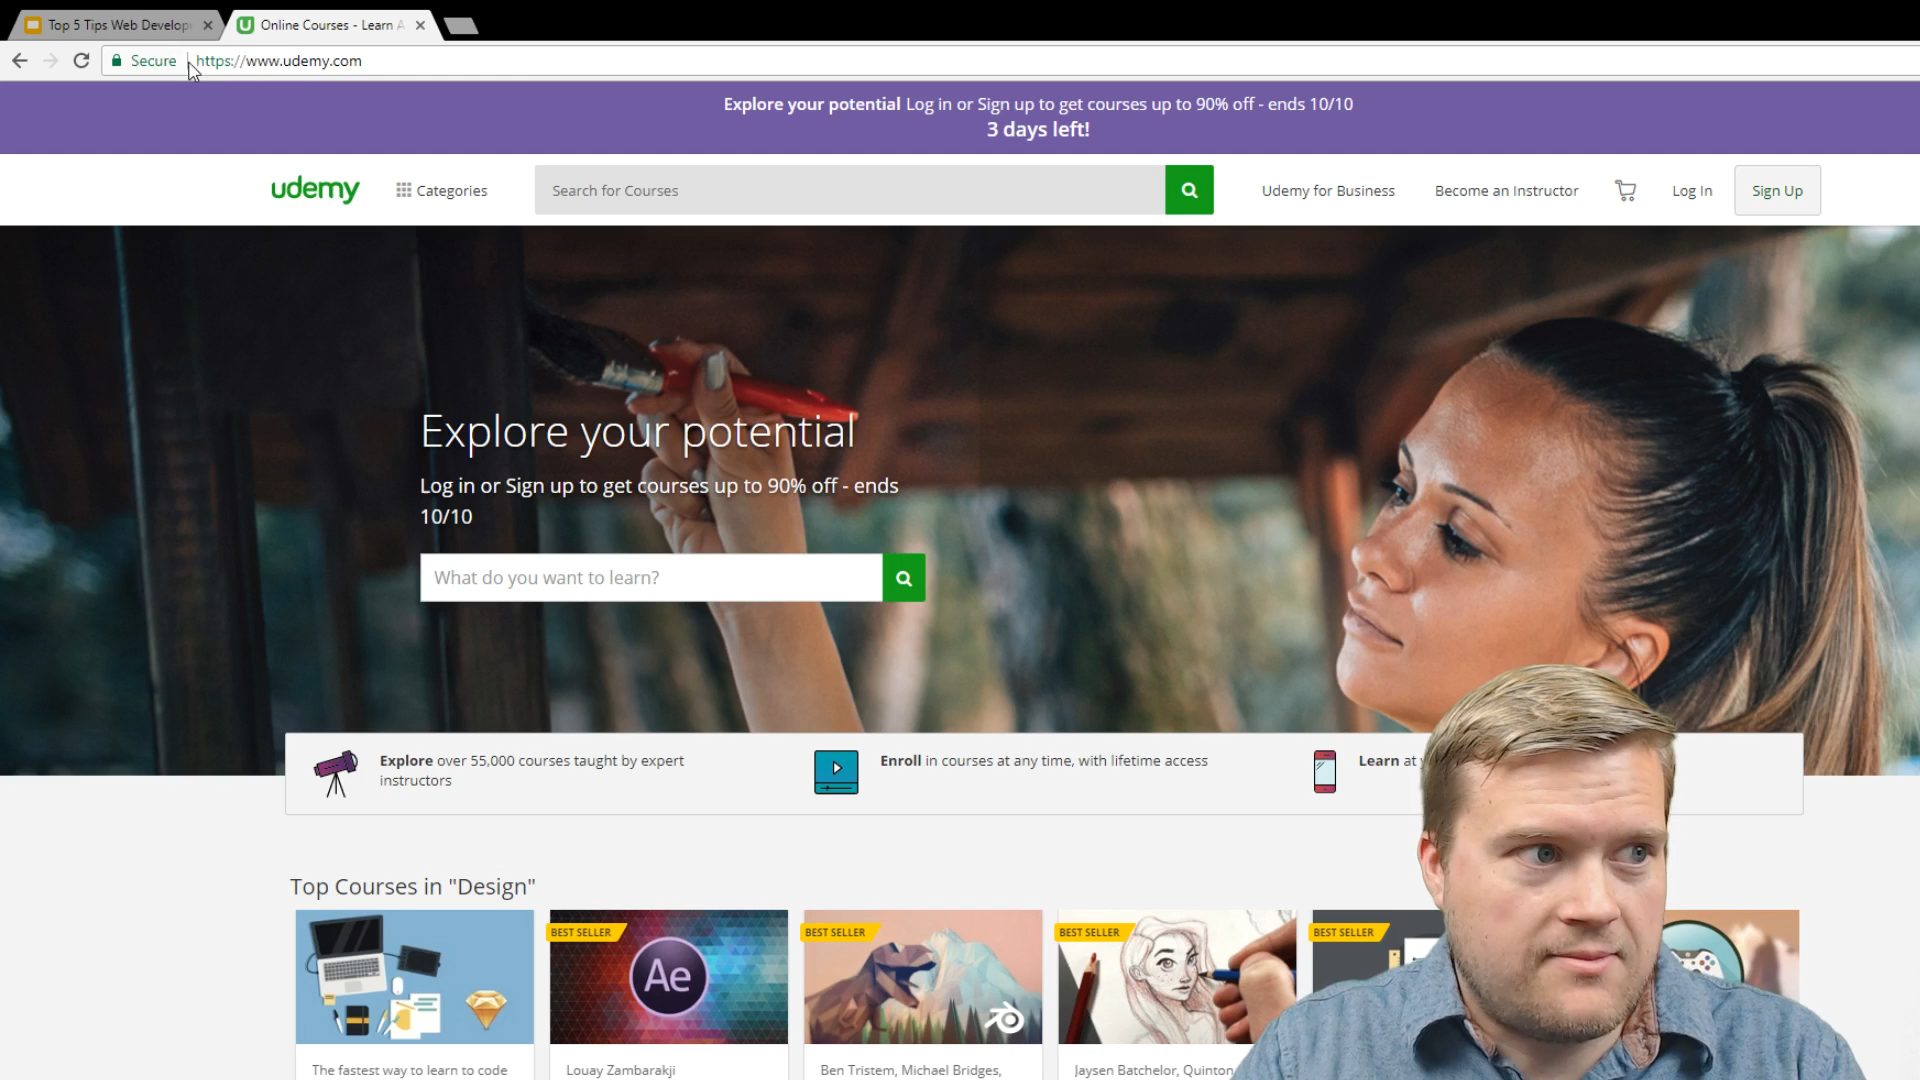 Top 5 Tips Web Develop
Online Courses - Learn A
Secure
https://www.udemy.com
Explore your potential Log in or Sign up to get courses up to 90% off - ends 10/10
3 days left!
udemy
Categories
Search for Courses
Udemy for Business
Become an Instructor
Log In
Sign Up
Explore your potential
Log in or Sign up to get courses up to 90% off - ends
10/10
What do you want to learn?
Explore over 55,000 courses taught by expert
instructors
Enroll in courses at any time, with lifetime access
Learn at
Top Courses in "Design"
BEST SELLER
Ae
BEST SELLER
BEST SELLER
BEST SELLER
The fastest way to learn to code
Louay Zambarakji
Ben Tristem, Michael Bridges,
Jaysen Batchelor, Quinton